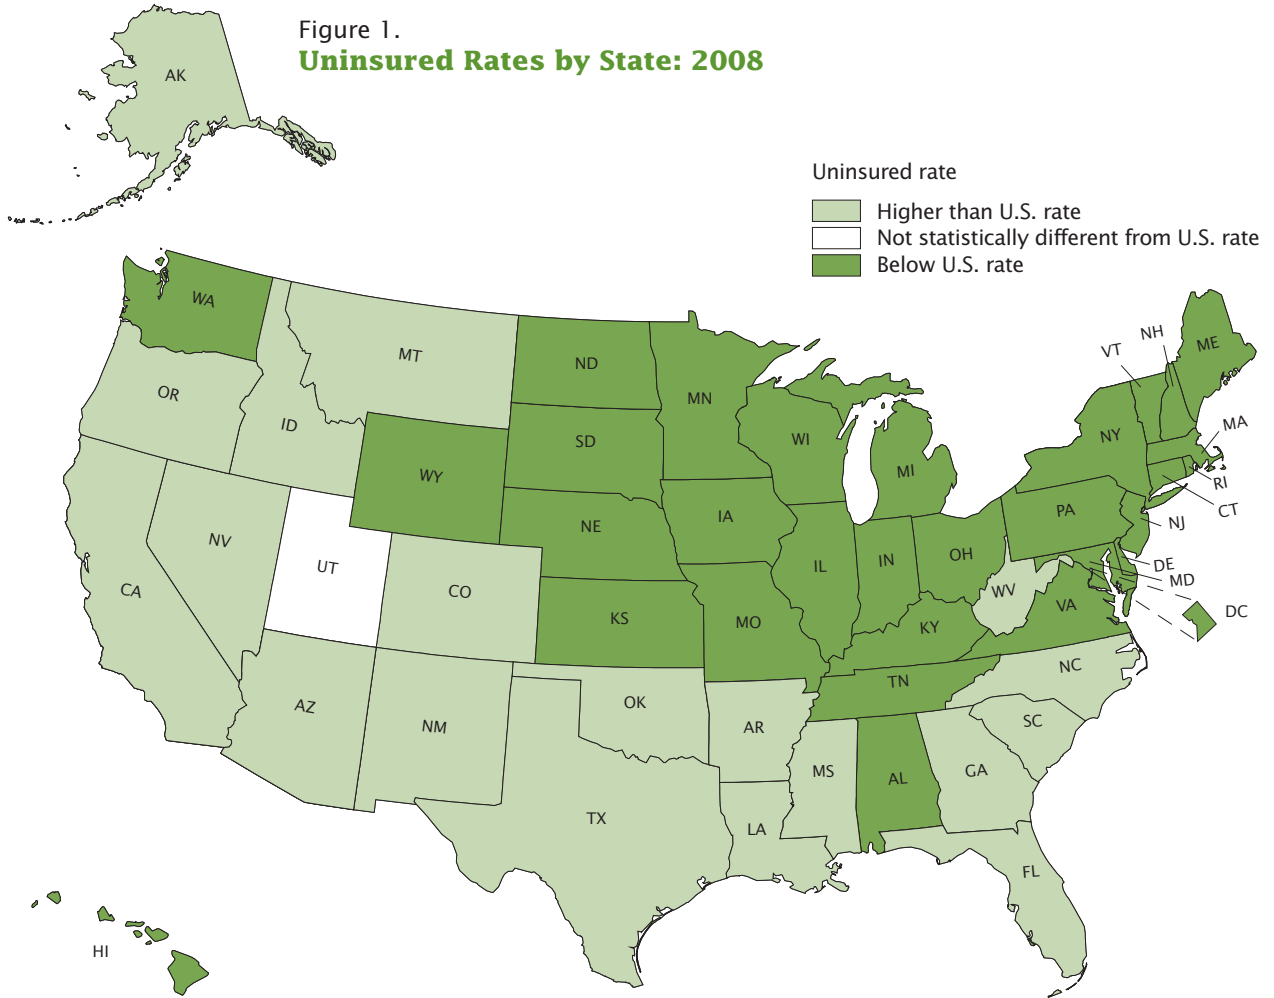 Figure 1.
Uninsured Rates by State: 2008
AK
Uninsured rate
Higher than U.S. rate
Not statistically different from U.S. rate
Below U.S. rate
WA
MT
ND
MN
OR
ID
SD
WI
MI
VT
NH
ME
NY
MA
RI
CT
WY
NE
IA
PA
NJ
NV
UT
CO
IL
IN
OH
DE
MD
DC
CA
KS
MO
WV
VA
KY
NC
AZ
NM
OK
AR
TN
SC
MS
AL
GA
TX
LA
FL
HI